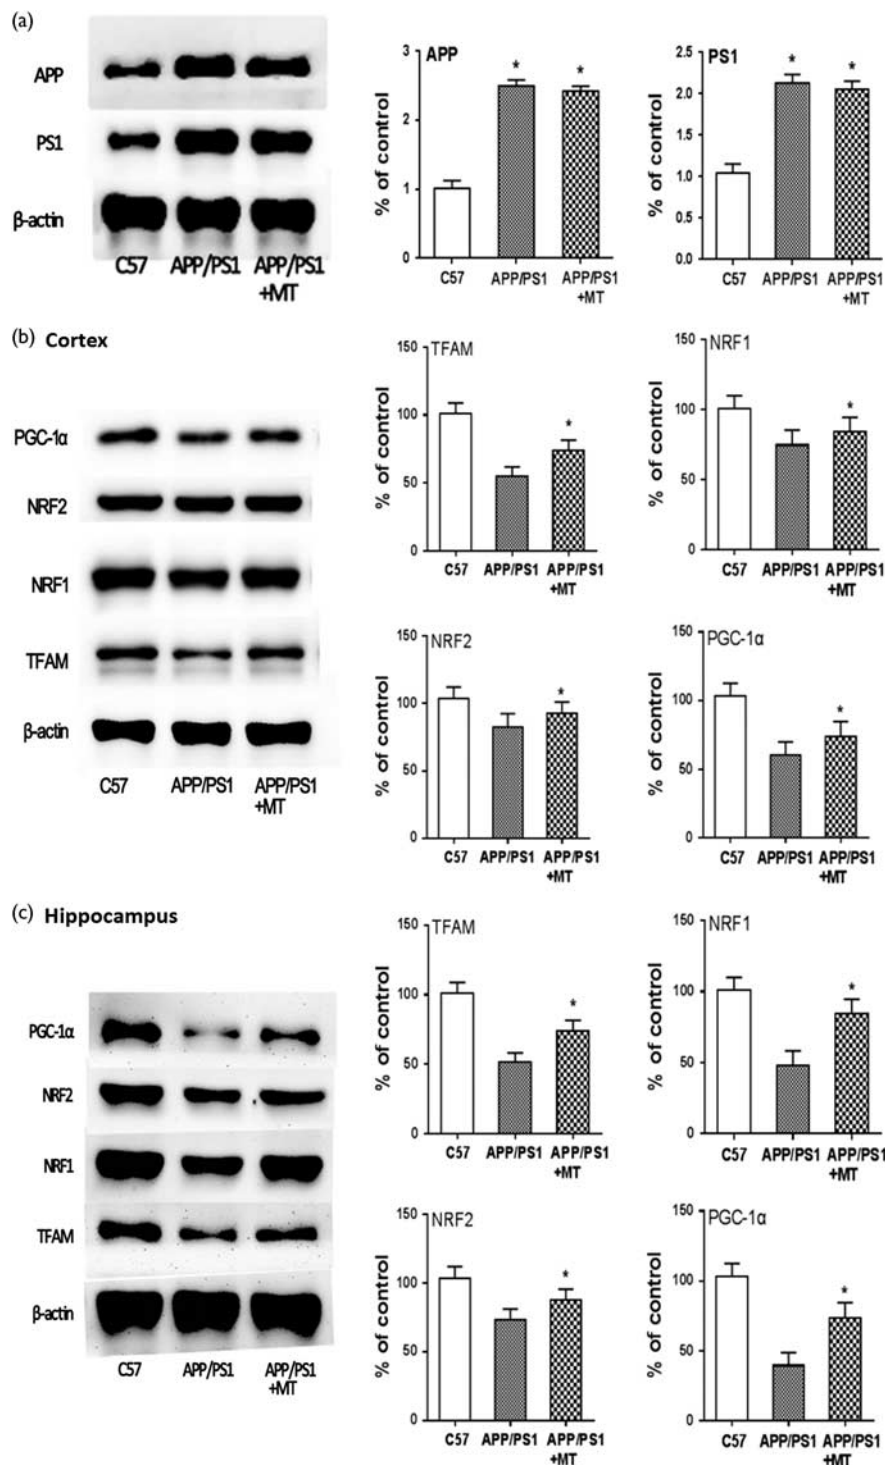 (a)
APP
PS1
β-actin
C57 APP/PS1 APP/PS1
+MT
APP
% of control
3
2
1
0
*
*
C57 APP/PS1 APP/PS1
+MT
PS1
% of control
2.5
2.0
1.5
1.0
0.5
0.0
*
*
C57 APP/PS1 APP/PS1
+MT
(b) Cortex
PGC-1α
NRF2
NRF1
TFAM
β-actin
C57 APP/PS1 APP/PS1
+MT
TFAM
% of control
150
100
50
0
*
C57 APP/PS1 APP/PS1
+MT
NRF1
% of control
150
100
50
0
*
C57 APP/PS1 APP/PS1
+MT
NRF2
% of control
150
100
50
0
*
C57 APP/PS1 APP/PS1
+MT
PGC-1α
% of control
150
100
50
0
*
C57 APP/PS1 APP/PS1
+MT
(c) Hippocampus
PGC-1α
NRF2
NRF1
TFAM
β-actin
C57 APP/PS1 APP/PS1
+MT
TFAM
% of control
150
100
50
0
*
C57 APP/PS1 APP/PS1
+MT
NRF1
% of control
150
100
50
0
*
C57 APP/PS1 APP/PS1
+MT
NRF2
% of control
150
100
50
0
*
C57 APP/PS1 APP/PS1
+MT
PGC-1α
% of control
150
100
50
0
*
C57 APP/PS1 APP/PS1
+MT